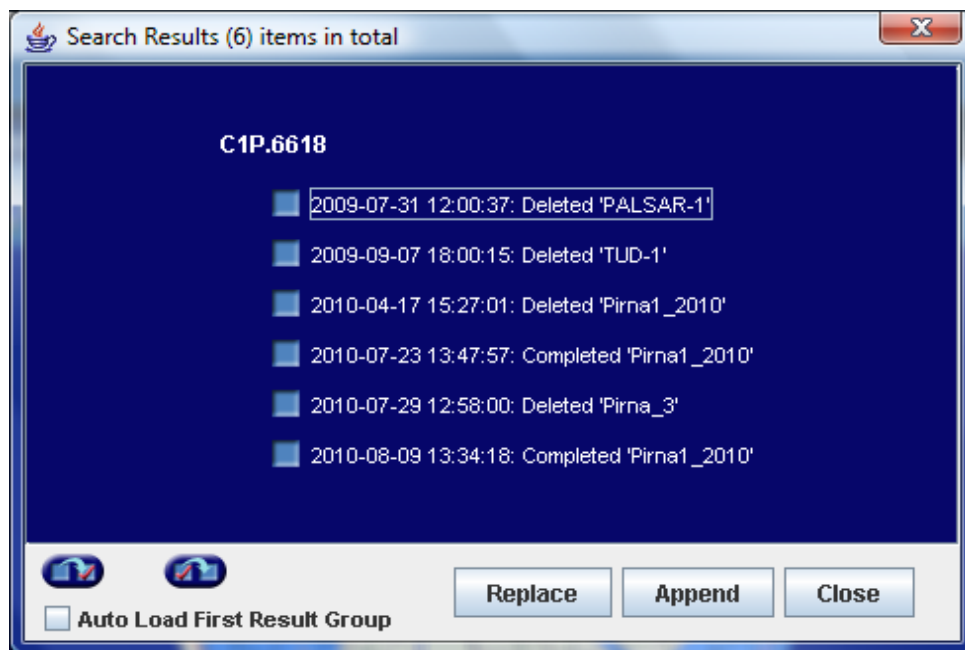 Search Results (6) items in total
C1P.6618
2009-07-31 12:00:37: Deleted 'PALSAR-1'
2009-09-07 18:00:15: Deleted 'TUD-1'
2010-04-17 15:27:01: Deleted 'Pirna1_2010'
2010-07-23 13:47:57: Completed 'Pirna1_2010'
2010-07-29 12:58:00: Deleted 'Pirna_3'
2010-08-09 13:34:18: Completed 'Pirna1_2010'
Replace Append Close
Auto Load First Result Group